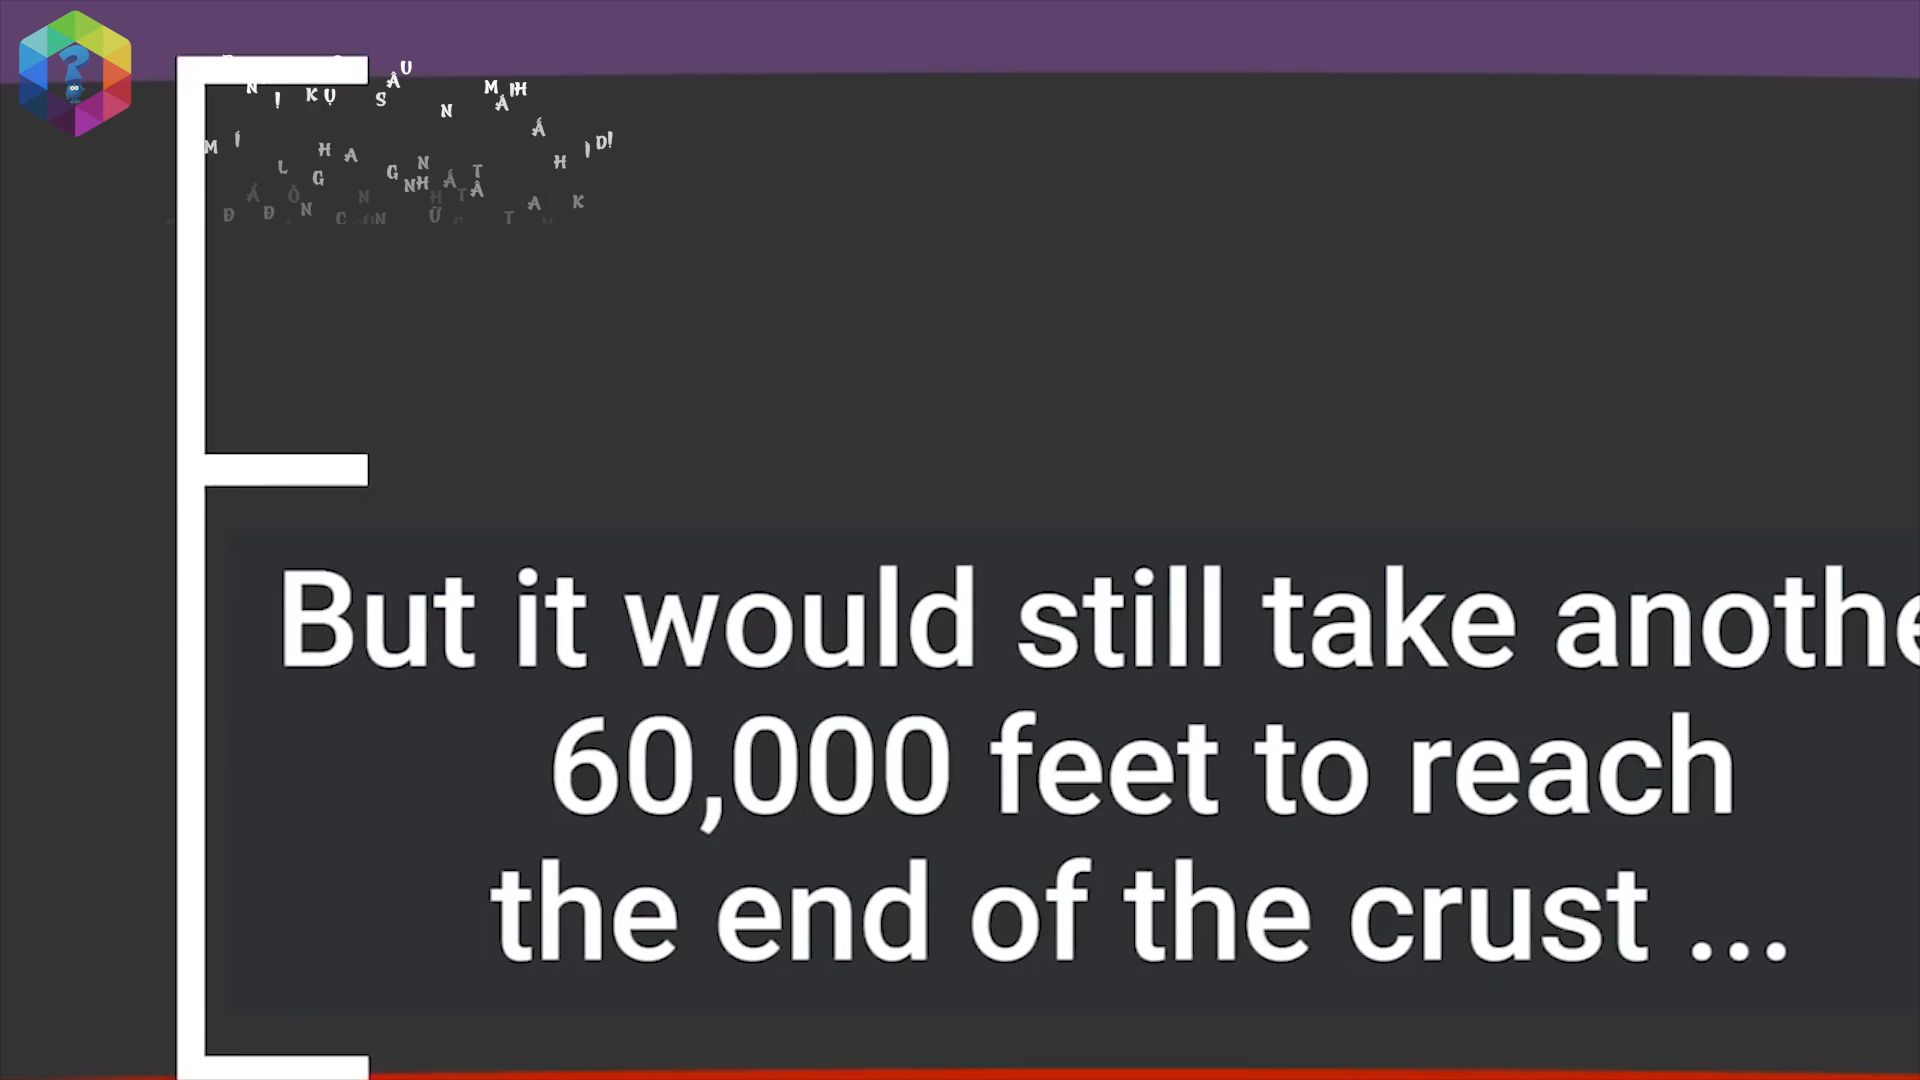 But it would still take anothe
60,000 feet to reach
the end of the crust ...